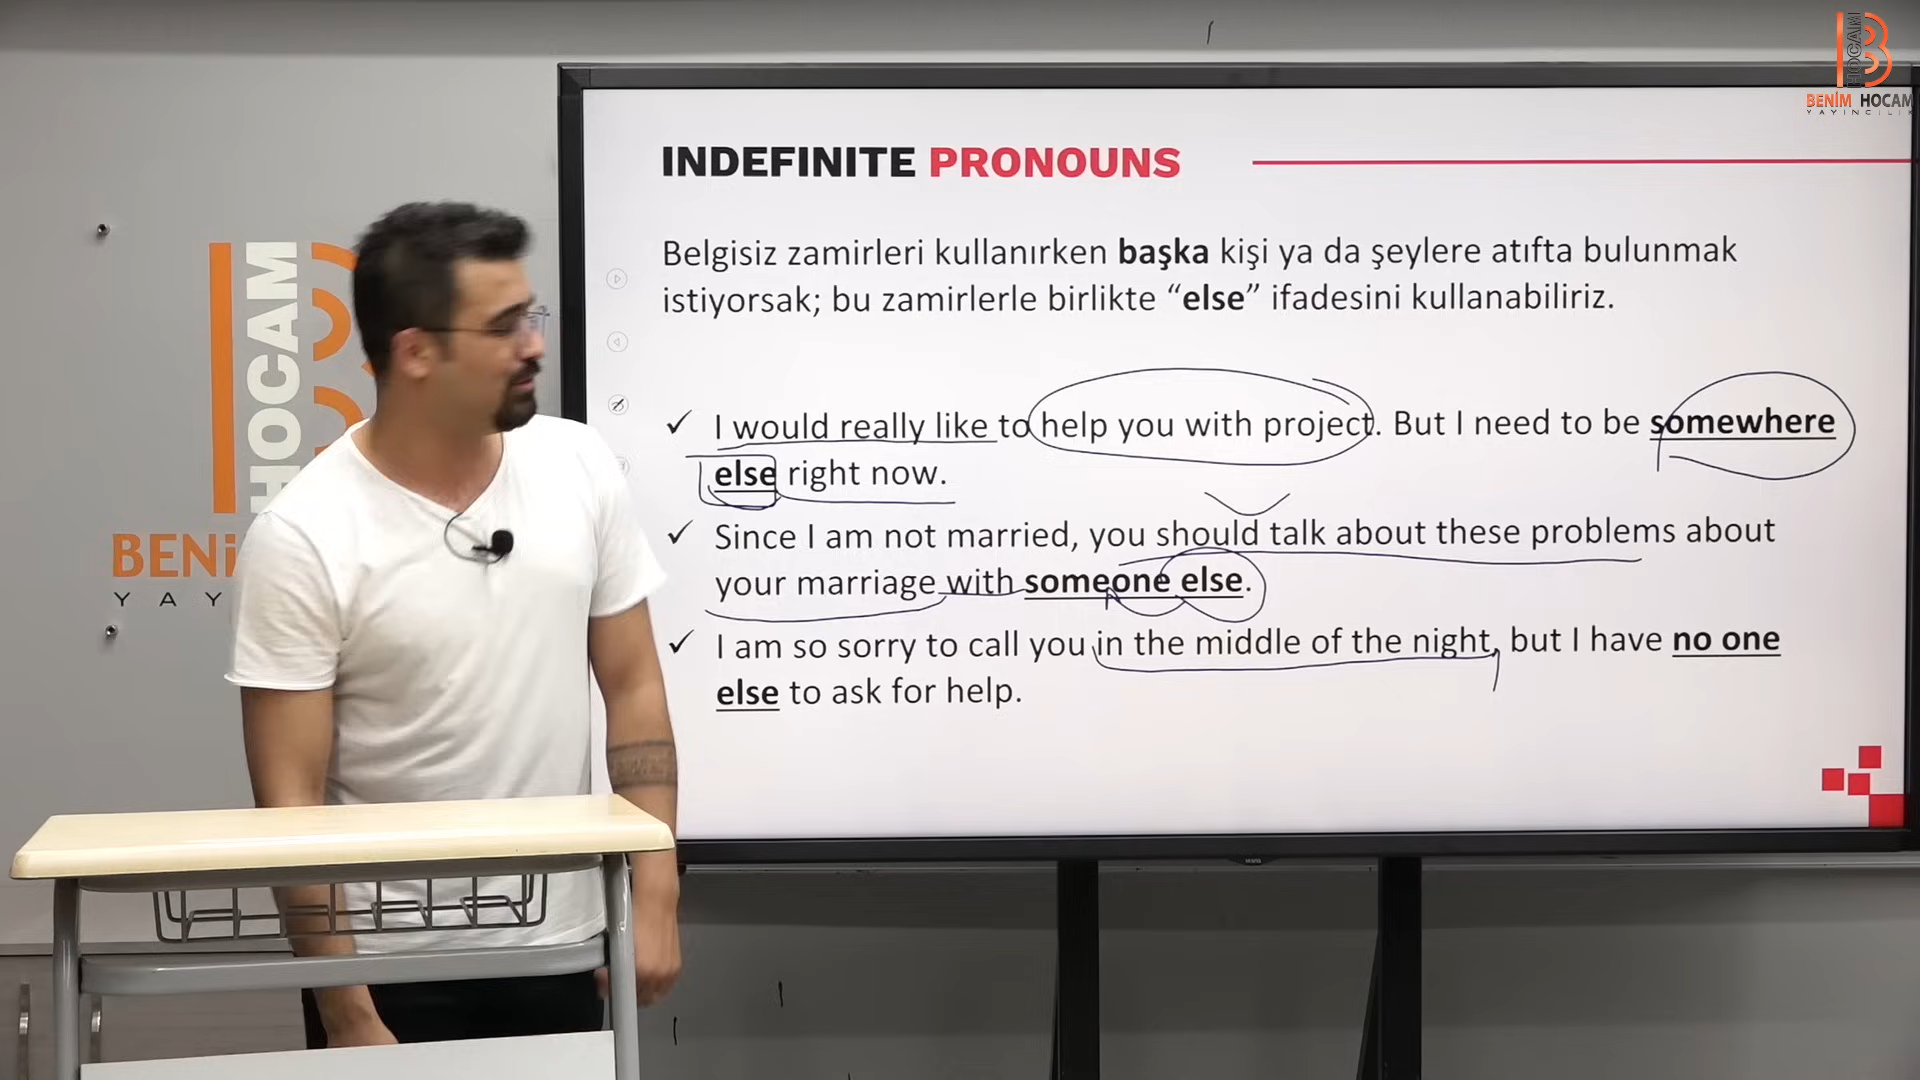 HOCAM
BENİM HOCAM
YAYINCILIK
HOCAM
BENİ
YAY
INDEFINITE PRONOUNS
Belgisiz zamirleri kullanırken başka kişi ya da şeylere atıfta bulunmak
istiyorsak; bu zamirlerle birlikte “else” ifadesini kullanabiliriz.
✓ I would really like to help you with project. But I need to be somewhere
else right now.
✓ Since I am not married, you should talk about these problems about
your marriage with someone else.
✓ I am so sorry to call you in the middle of the night, but I have no one
else to ask for help.